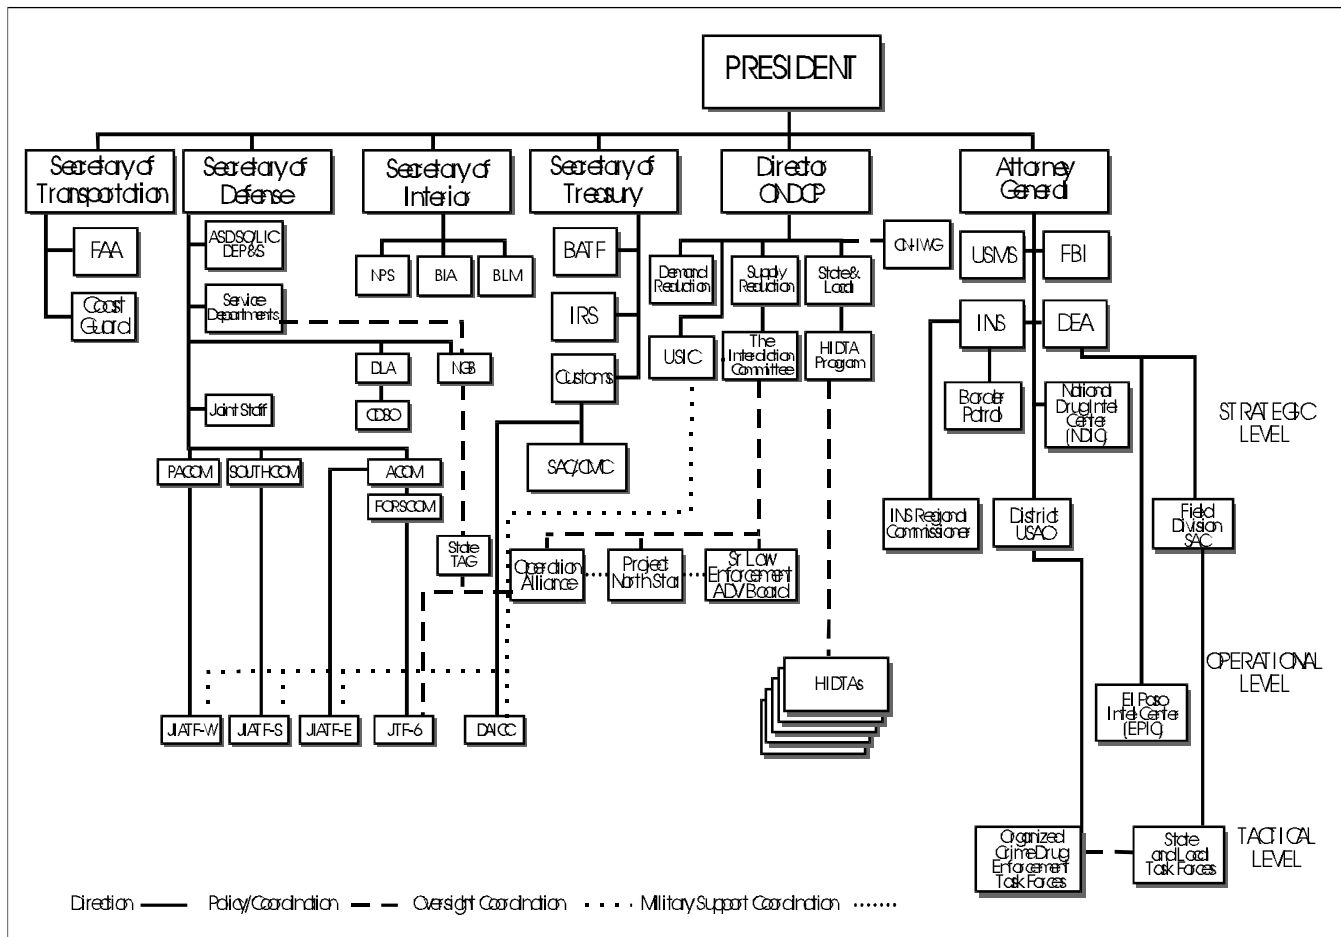 PRESIDENT
Secretary of
Transportation
Secretary of
Defense
Secretary of
Interior
Secretary of
Treasury
Director
ONDCP
Attorney
General
FAA
Coast
Guard
ASDSO/LIC
DEP&S
Service
Departments
NPS
BIA
BLM
BATF
IRS
Customs
Demand
Reduction
Supply
Reduction
State &
Local
CN-IWG
USMS
FBI
INS
DEA
DLA
NGB
USIC
The
Interdiction
Committee
HIDTA
Program
Joint Staff
CDSO
Border
Patrol
National
Drug Intel
Center
(NDIC)
STRATEGIC
LEVEL
PACOM
SOUTHCOM
ACOM
FORSCOM
SAC/CMC
INS Regional
Commissioner
District
USAO
Field
Division
SAC
State
TAG
Operation
Alliance
Project
North Star
Sr Law
Enforcement
ADV Board
OPERATIONAL
LEVEL
HIDTAs
JIATF-W
JIATF-S
JIATF-E
JTF-6
DAICC
El Paso
Intel Center
(EPIC)
Organized
Crime Drug
Enforcement
Task Forces
State
and Local
Task Forces
TACTICAL
LEVEL
Direction
Policy/Coordination
Oversight Coordination
Military Support Coordination